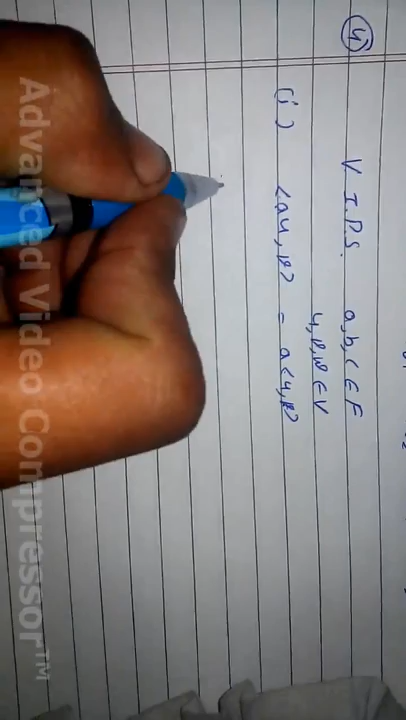 4)
V I.P.S. a,b,c ∈ F
u,v,w ∈ V
(i) <au,v> = a<u,v>
Advanced Video Compressor™